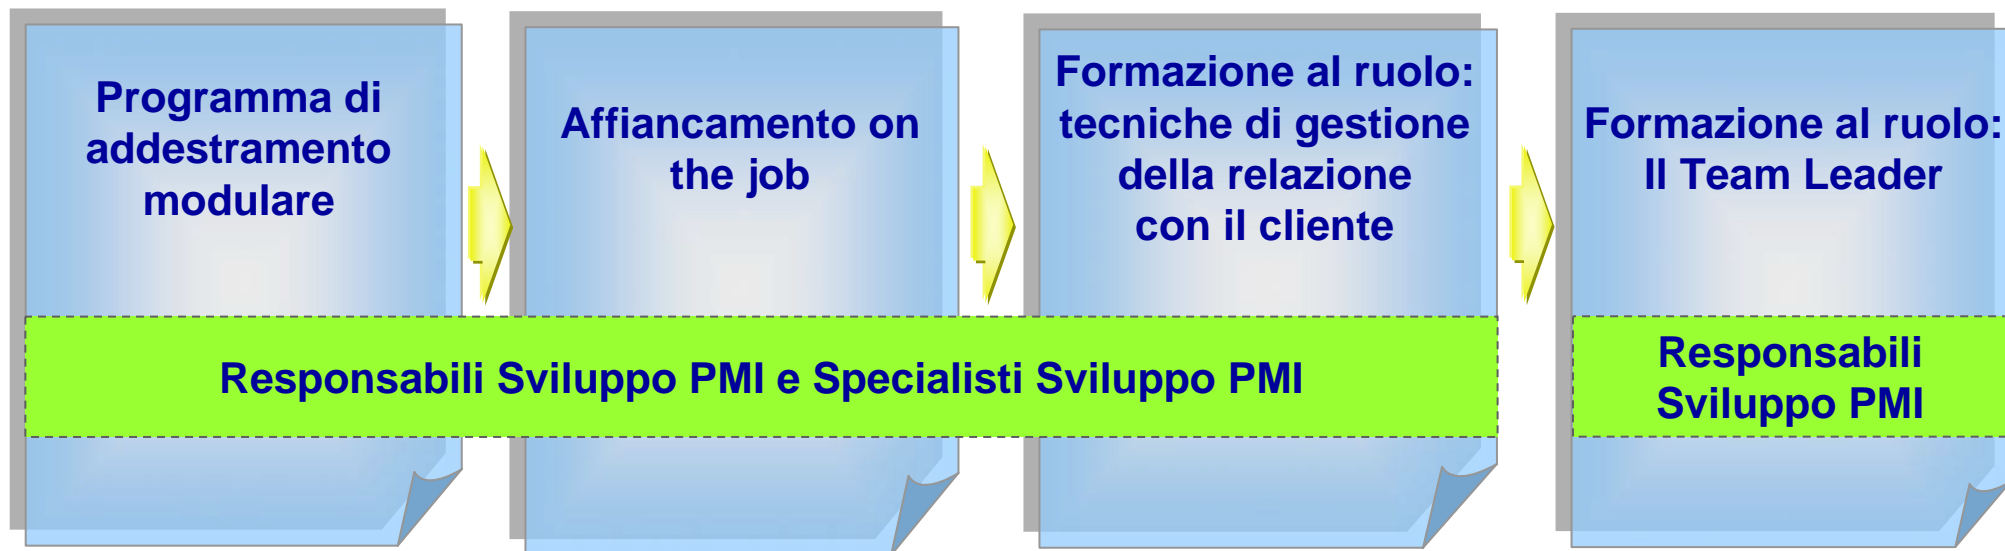 Programma di
addestramento
modulare
Affiancamento on
the job
Formazione al ruolo:
tecniche di gestione
della relazione
con il cliente
Formazione al ruolo:
Il Team Leader
Responsabili Sviluppo PMI e Specialisti Sviluppo PMI
Responsabili
Sviluppo PMI